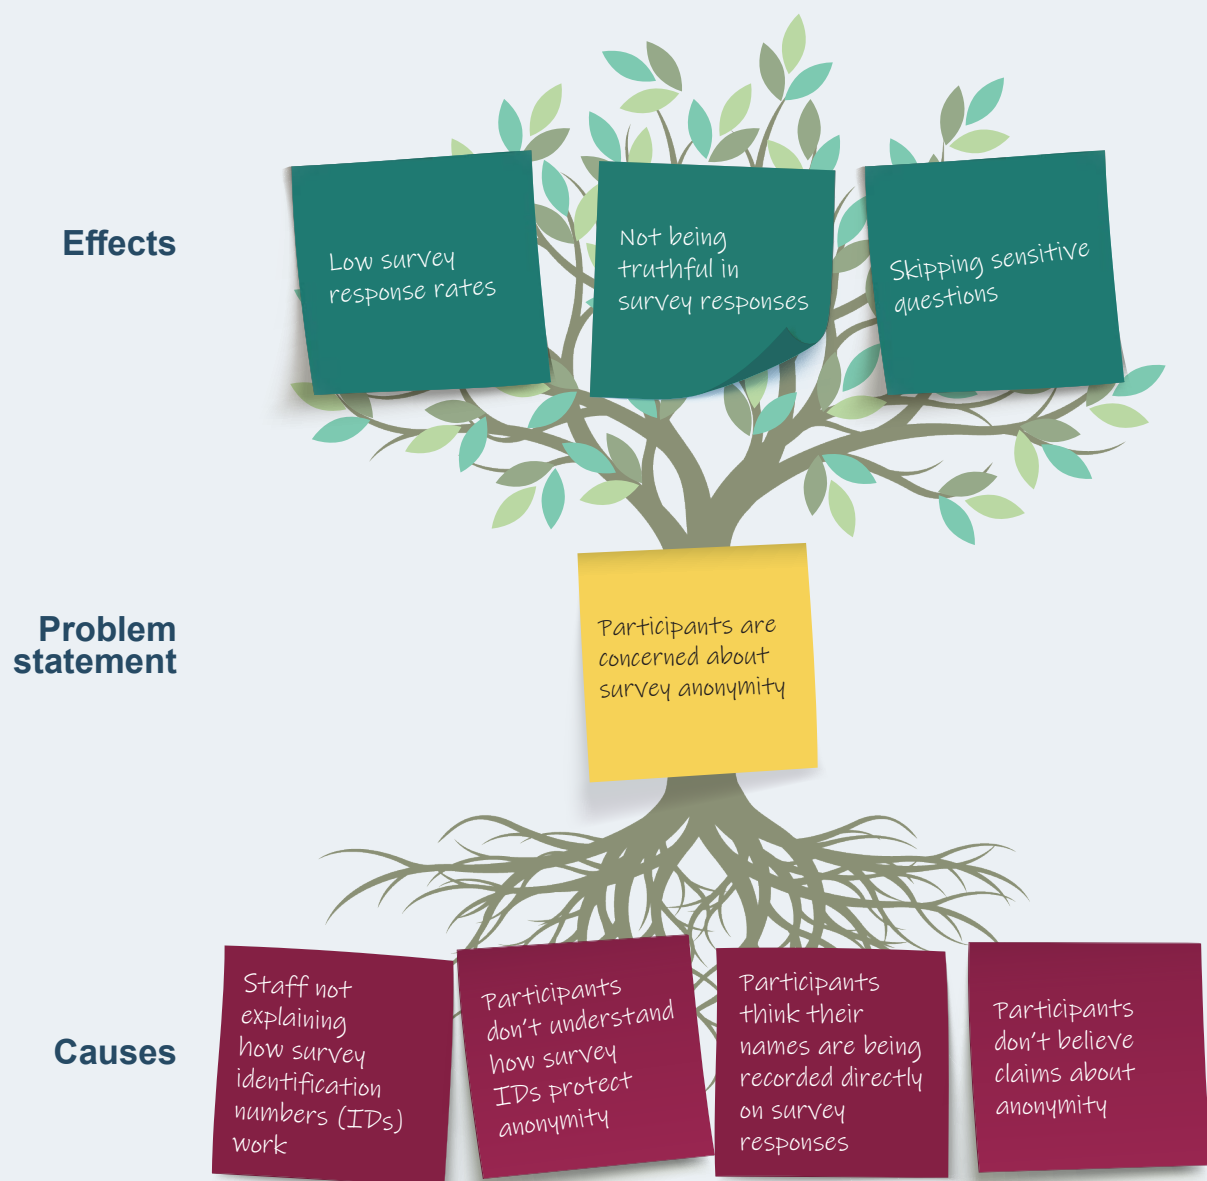 Effects
Low survey
response rates
Not being
truthful in
survey responses
Skipping sensitive
questions
Problem
statement
Participants are
concerned about
survey anonymity
Causes
Staff not
explaining
how survey
identification
numbers (IDs)
work
Participants
don't understand
how survey
IDs protect
anonymity
Participants
think their
names are being
recorded directly
on survey
responses
Participants
don't believe
claims about
anonymity